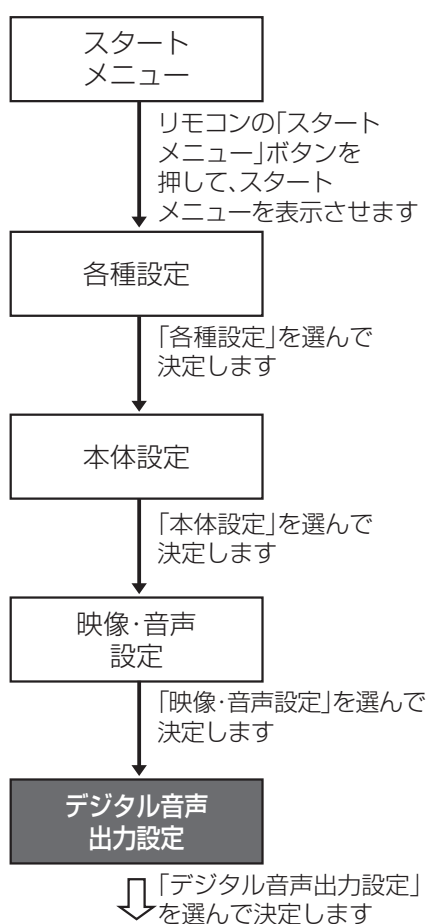 スタート
メニュー
リモコンの「スタート
メニュー」ボタンを
押して、スタート
メニューを表示させます
各種設定
「各種設定」を選んで
決定します
本体設定
「本体設定」を選んで
決定します
映像・音声
設定
「映像・音声設定」を選んで
決定します
デジタル音声
出力設定
「デジタル音声出力設定」
を選んで決定します